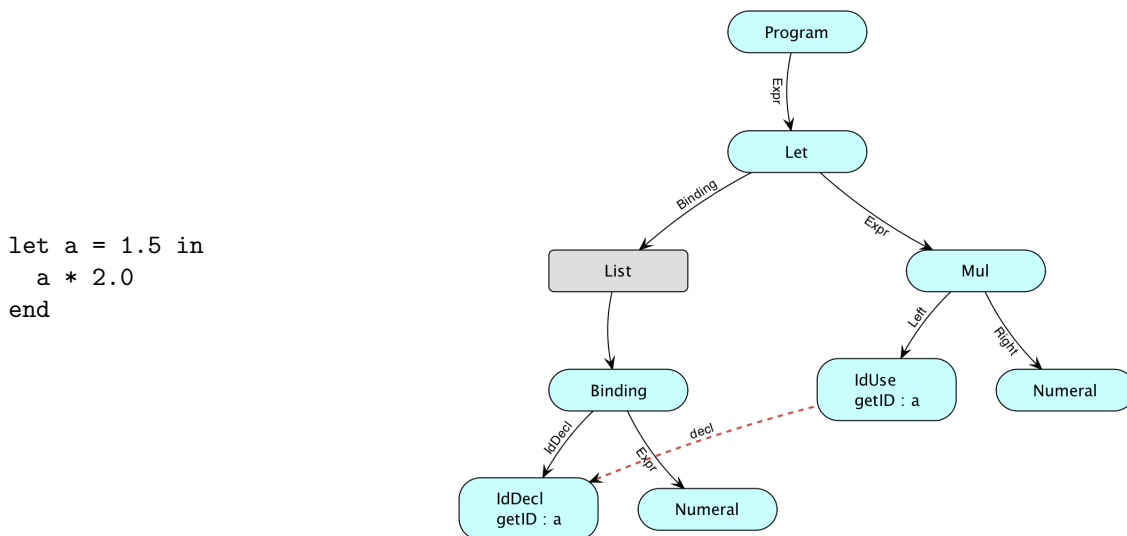 let a = 1.5 in
a * 2.0
end
Program
Expr
Let
Binding
Expr
List
Mul
Left
Right
Binding
IdUse
getID : a
Numeral
decl
IdDecl
Expr
IdDecl
getID : a
Numeral